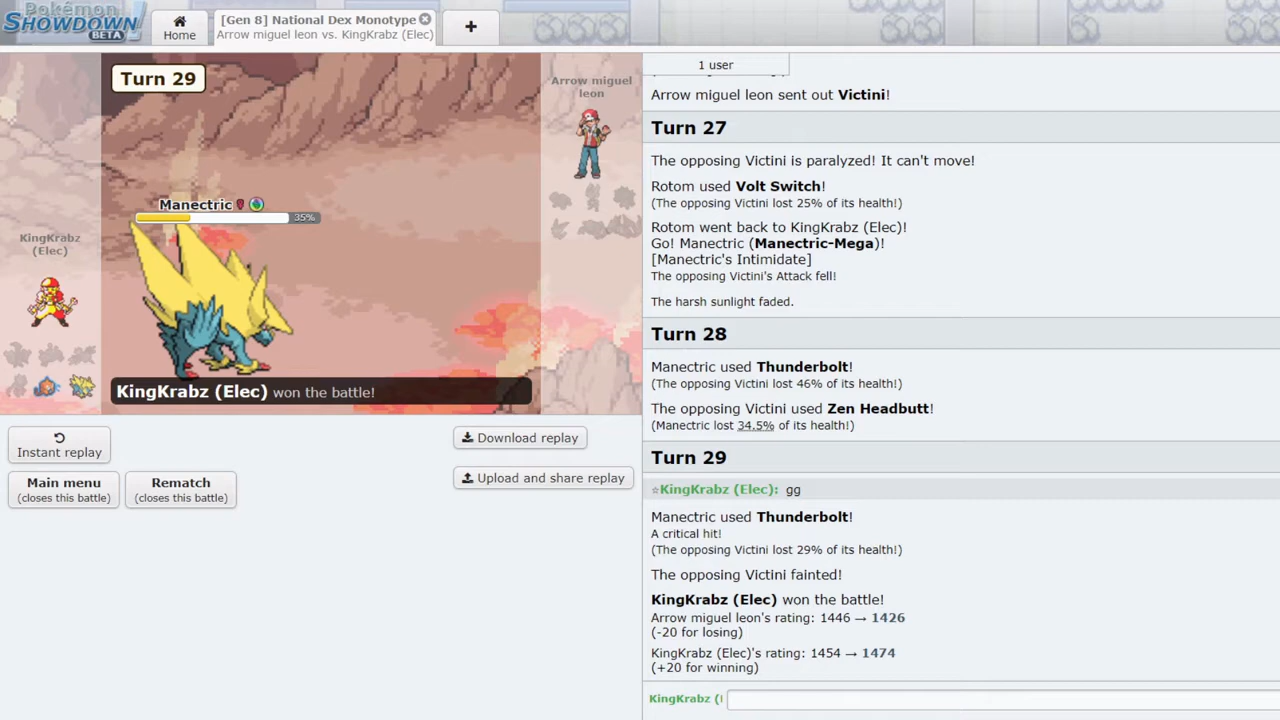 Pokémon
Showdown!
BETA
Home
[Gen 8] National Dex Monotype
Arrow miguel leon vs. KingKrabz (Elec)
+
Turn 29
Arrow miguel
leon
Manectric
35%
KingKrabz
(Elec)
KingKrabz (Elec) won the battle!
Instant replay
Main menu
(closes this battle)
Rematch
(closes this battle)
Download replay
Upload and share replay
1 user
Arrow miguel leon sent out Victini!
Turn 27
The opposing Victini is paralyzed! It can't move!
Rotom used Volt Switch!
(The opposing Victini lost 25% of its health!)
Rotom went back to KingKrabz (Elec)!
Go! Manectric (Manectric-Mega)!
[Manectric's Intimidate]
The opposing Victini's Attack fell!
The harsh sunlight faded.
Turn 28
Manectric used Thunderbolt!
(The opposing Victini lost 46% of its health!)
The opposing Victini used Zen Headbutt!
(Manectric lost 34.5% of its health!)
Turn 29
☆KingKrabz (Elec): gg
Manectric used Thunderbolt!
A critical hit!
(The opposing Victini lost 29% of its health!)
The opposing Victini fainted!
KingKrabz (Elec) won the battle!
Arrow miguel leon's rating: 1446 → 1426
(-20 for losing)
KingKrabz (Elec)'s rating: 1454 → 1474
(+20 for winning)
KingKrabz (